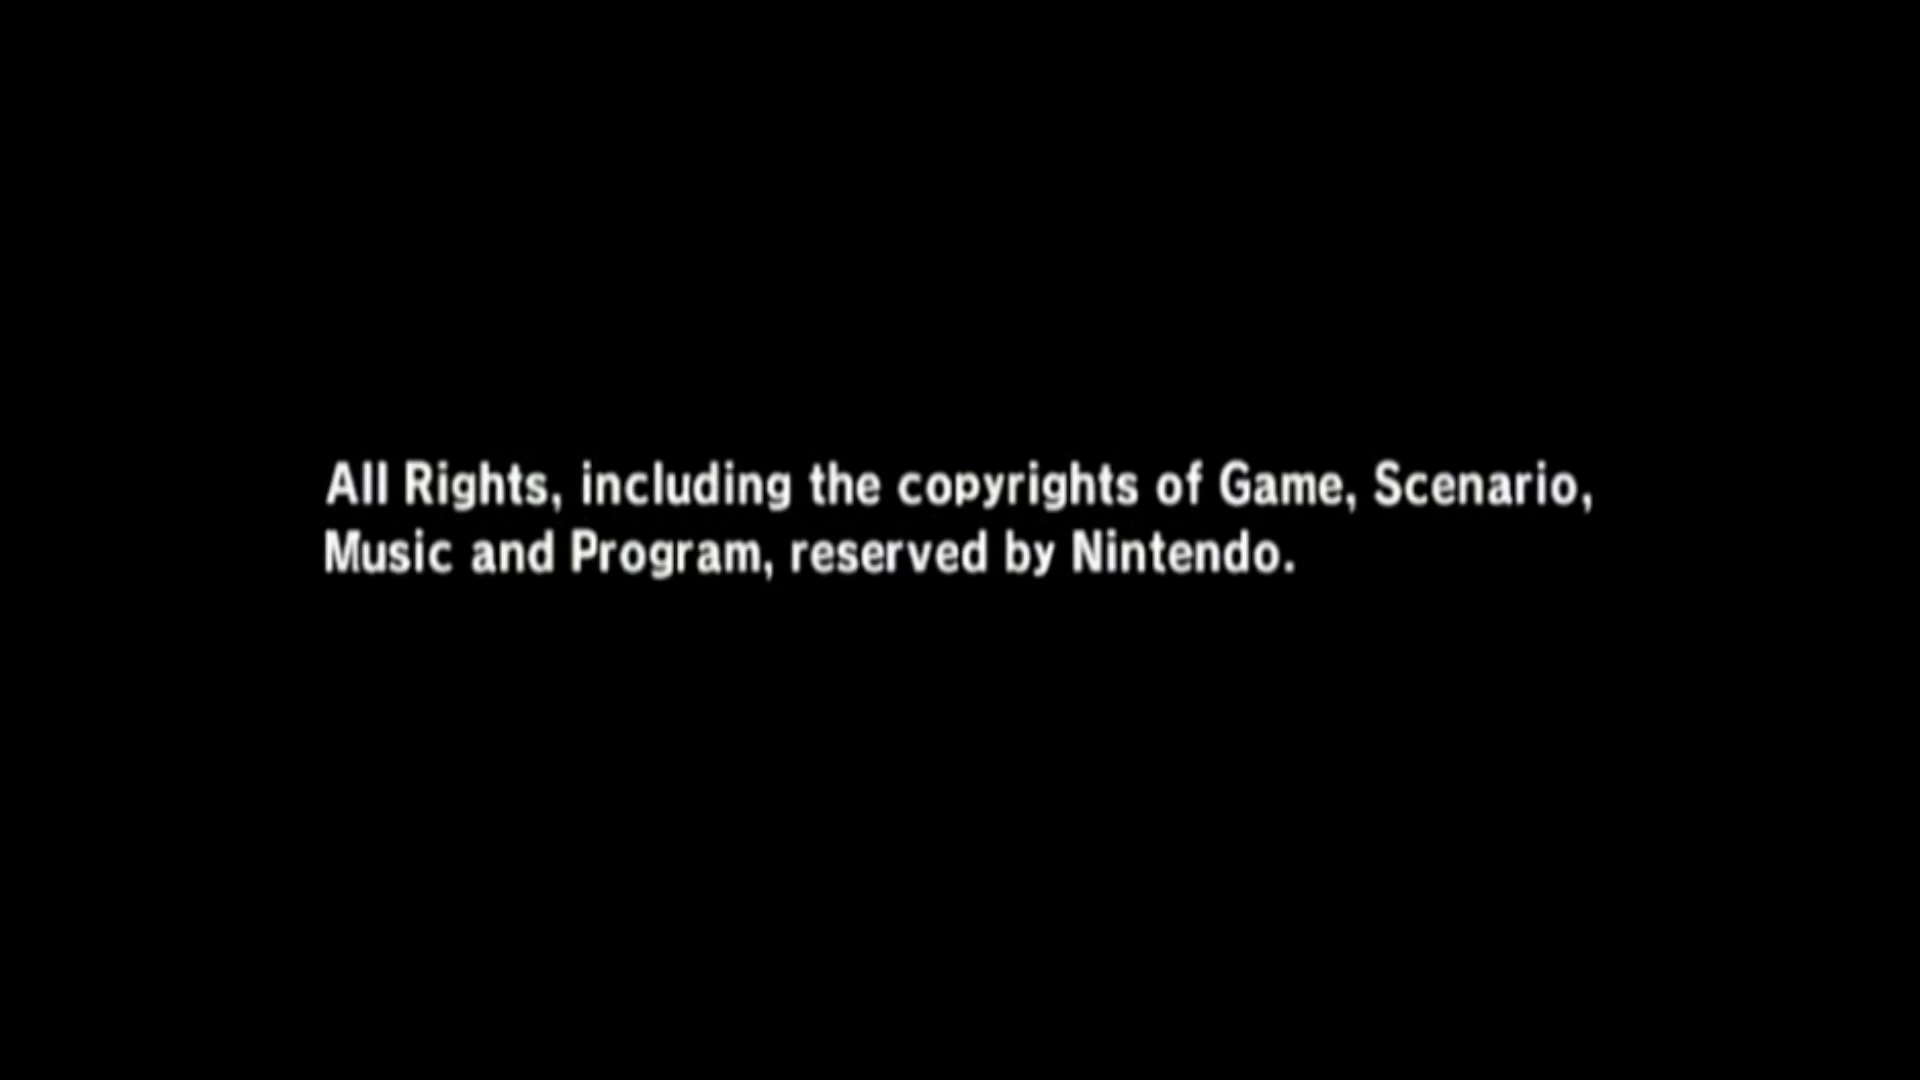 All Rights, including the copyrights of Game, Scenario,
Music and Program, reserved by Nintendo.